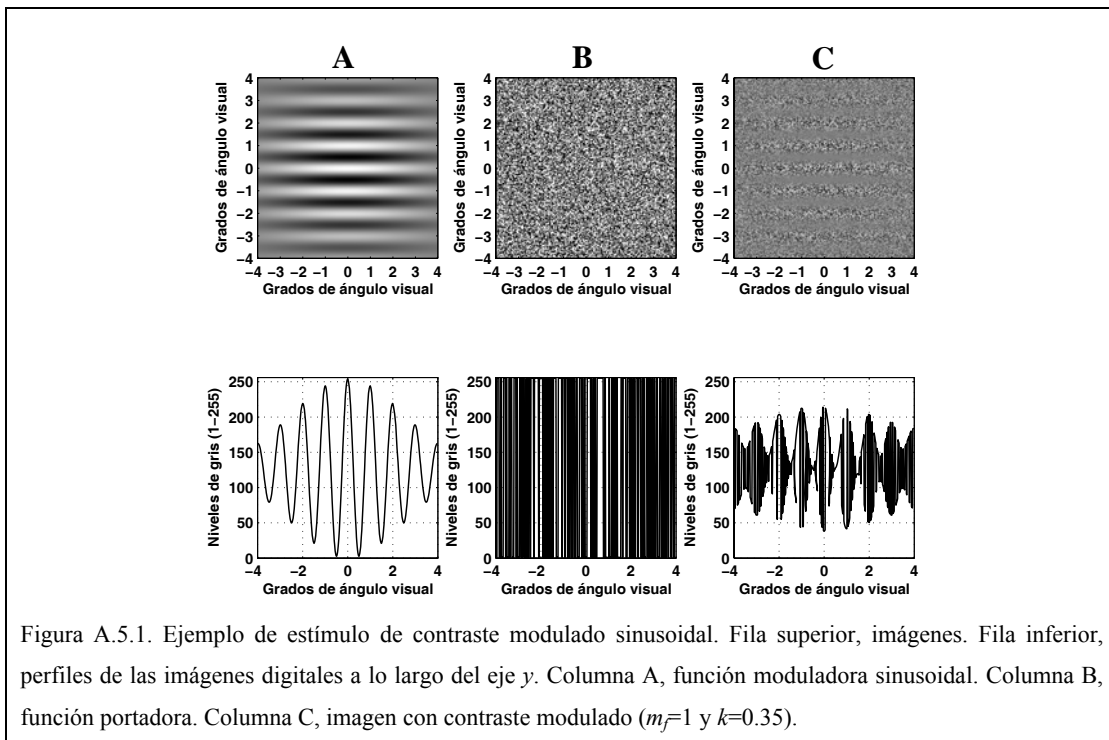 A
B
C
Grados de ángulo visual
4
3
2
1
0
−1
−2
−3
−4
−4 −3 −2 −1 0 1 2 3 4
Grados de ángulo visual
Grados de ángulo visual
4
3
2
1
0
−1
−2
−3
−4
−4 −3 −2 −1 0 1 2 3 4
Grados de ángulo visual
Grados de ángulo visual
4
3
2
1
0
−1
−2
−3
−4
−4 −3 −2 −1 0 1 2 3 4
Grados de ángulo visual
Niveles de gris (1−255)
250
200
150
100
50
0
−4 −2 0 2 4
Grados de ángulo visual
Niveles de gris (1−255)
250
200
150
100
50
0
−4 −2 0 2 4
Grados de ángulo visual
Niveles de gris (1−255)
250
200
150
100
50
0
−4 −2 0 2 4
Grados de ángulo visual
Figura A.5.1. Ejemplo de estímulo de contraste modulado sinusoidal. Fila superior, imágenes. Fila inferior,
perfiles de las imágenes digitales a lo largo del eje y. Columna A, función moduladora sinusoidal. Columna B,
función portadora. Columna C, imagen con contraste modulado (mf=1 y k=0.35).